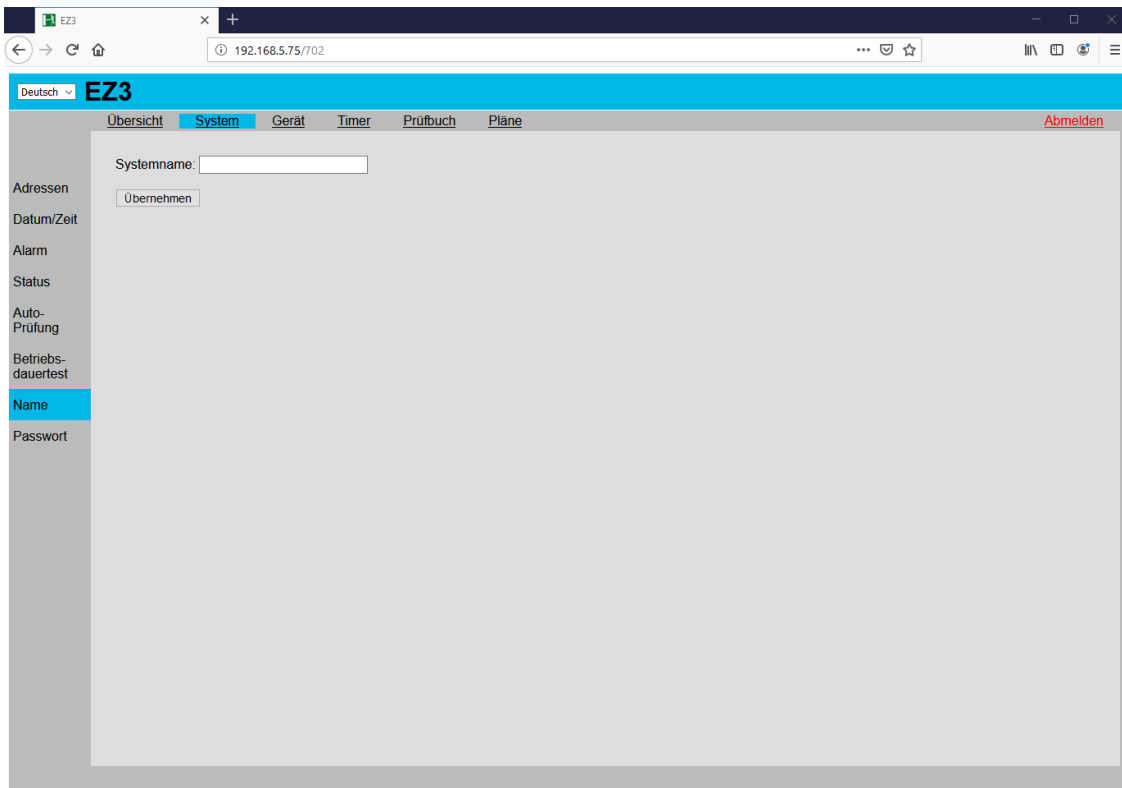 EZ3
192.168.5.75/702
Deutsch EZ3
Übersicht System Gerät Timer Prüfbuch Pläne Abmelden
Systemname:
Übernehmen
Adressen
Datum/Zeit
Alarm
Status
Auto-
Prüfung
Betriebs-
dauertest
Name
Passwort